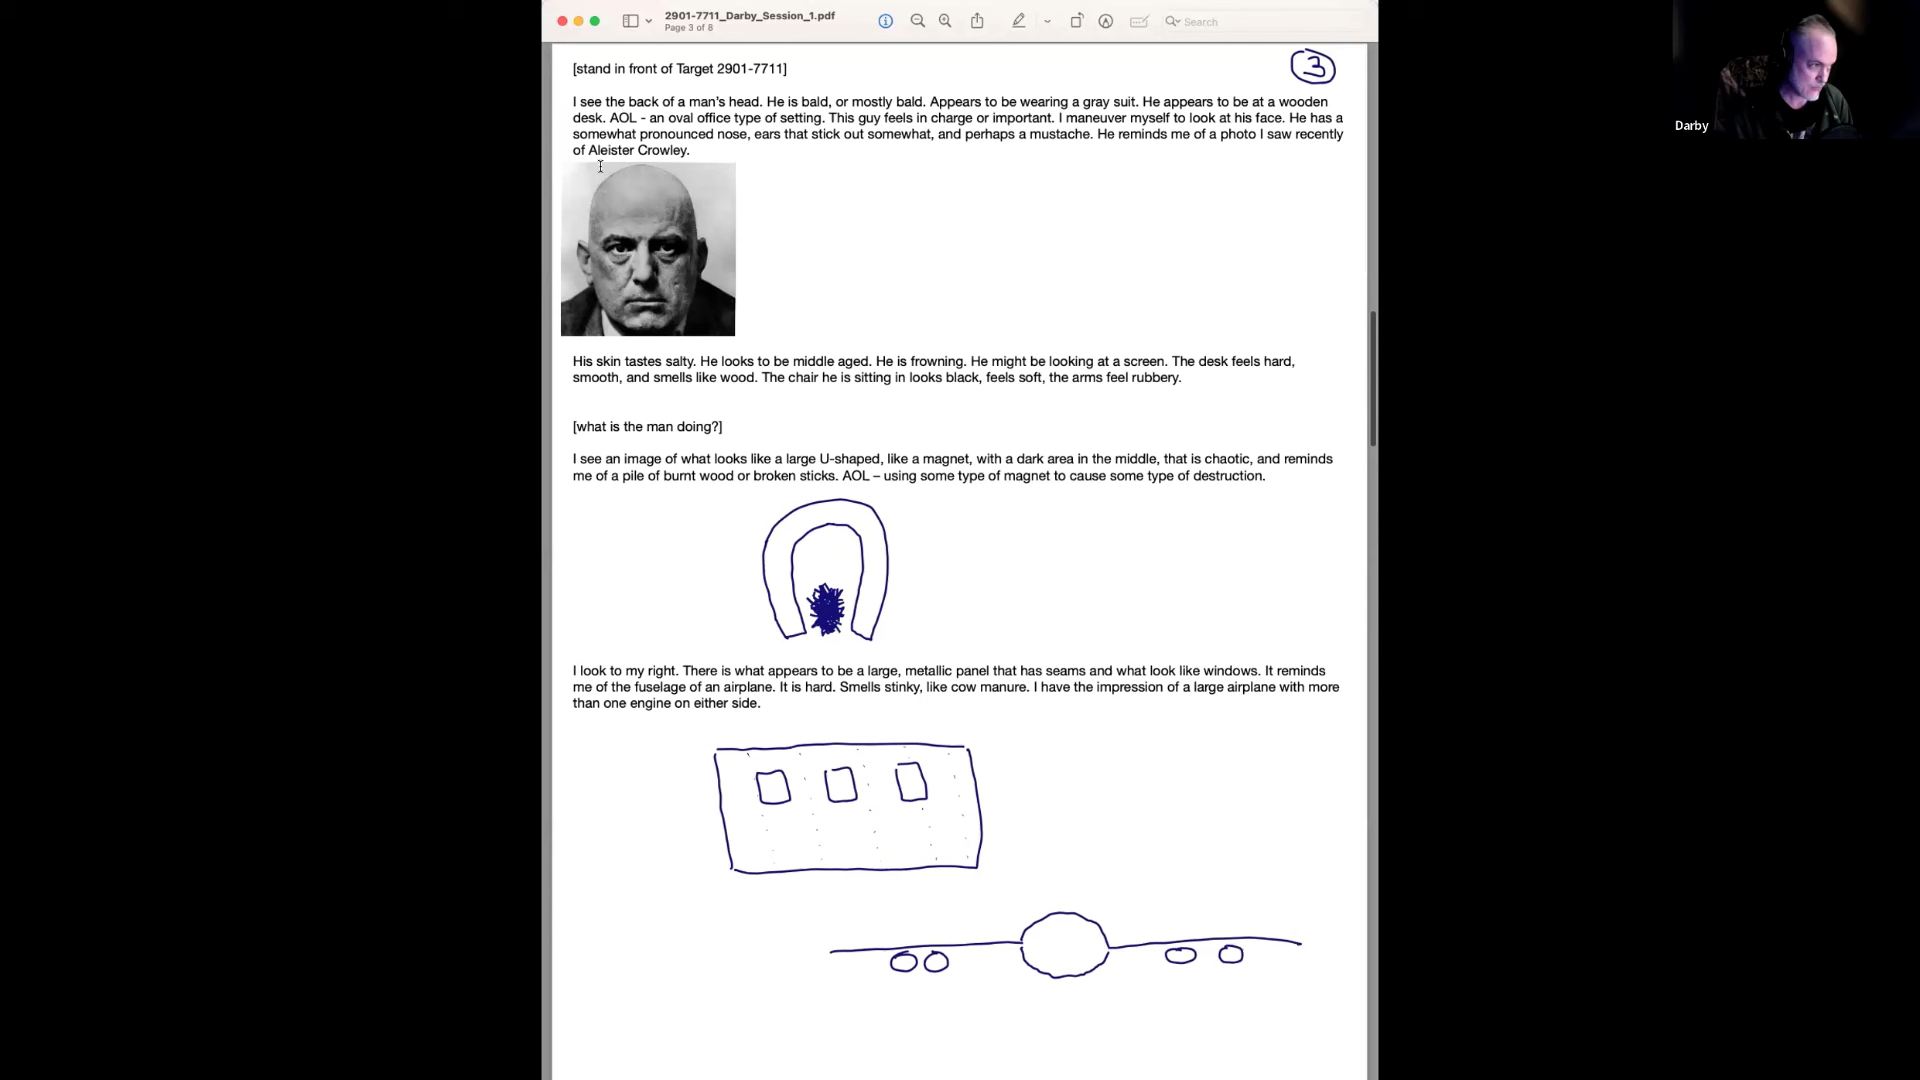 2901-7711_Darby_Session_1.pdf
Page 3 of 8
Search
Darby
[stand in front of Target 2901-7711]
3
I see the back of a man's head. He is bald, or mostly bald. Appears to be wearing a gray suit. He appears to be at a wooden
desk. AOL - an oval office type of setting. This guy feels in charge or important. I maneuver myself to look at his face. He has a
somewhat pronounced nose, ears that stick out somewhat, and perhaps a mustache. He reminds me of a photo I saw recently
of Aleister Crowley.
His skin tastes salty. He looks to be middle aged. He is frowning. He might be looking at a screen. The desk feels hard,
smooth, and smells like wood. The chair he is sitting in looks black, feels soft, the arms feel rubbery.
[what is the man doing?]
I see an image of what looks like a large U-shaped, like a magnet, with a dark area in the middle, that is chaotic, and reminds
me of a pile of burnt wood or broken sticks. AOL – using some type of magnet to cause some type of destruction.
I look to my right. There is what appears to be a large, metallic panel that has seams and what look like windows. It reminds
me of the fuselage of an airplane. It is hard. Smells stinky, like cow manure. I have the impression of a large airplane with more
than one engine on either side.